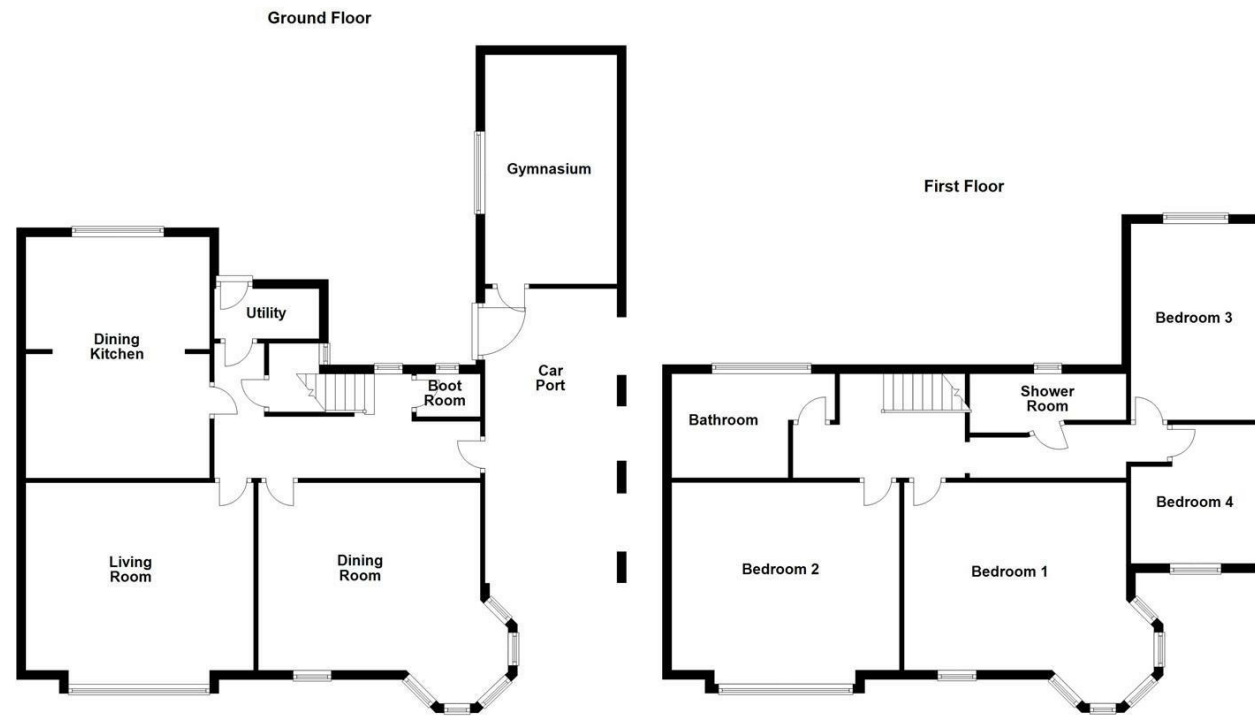 Ground Floor
Gymnasium
Utility
Dining
Kitchen
Boot
Room
Car
Port
Living
Room
Dining
Room
First Floor
Bedroom 3
Shower
Room
Bathroom
Bedroom 4
Bedroom 2
Bedroom 1